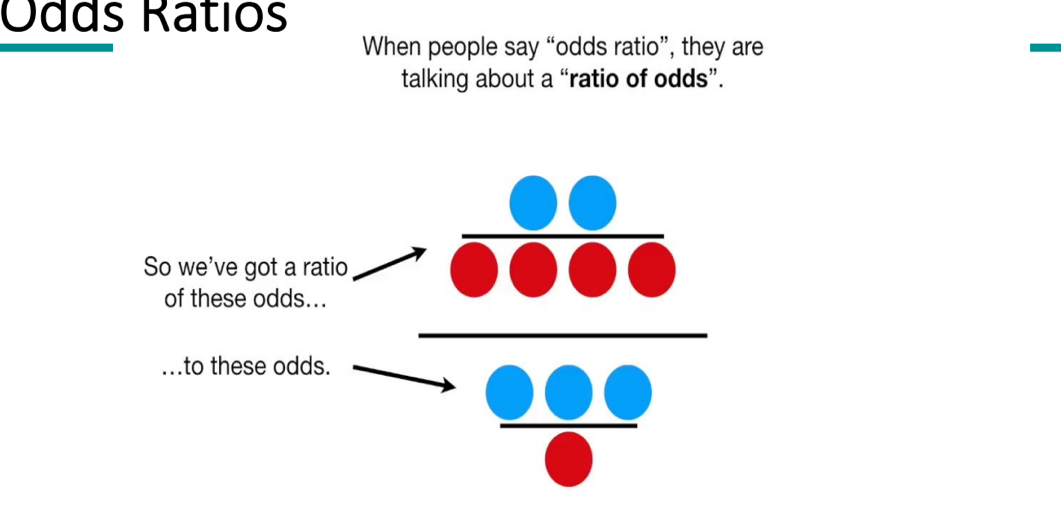 Odds Ratios
When people say “odds ratio”, they are
talking about a “ratio of odds”.
So we’ve got a ratio
of these odds…
…to these odds.